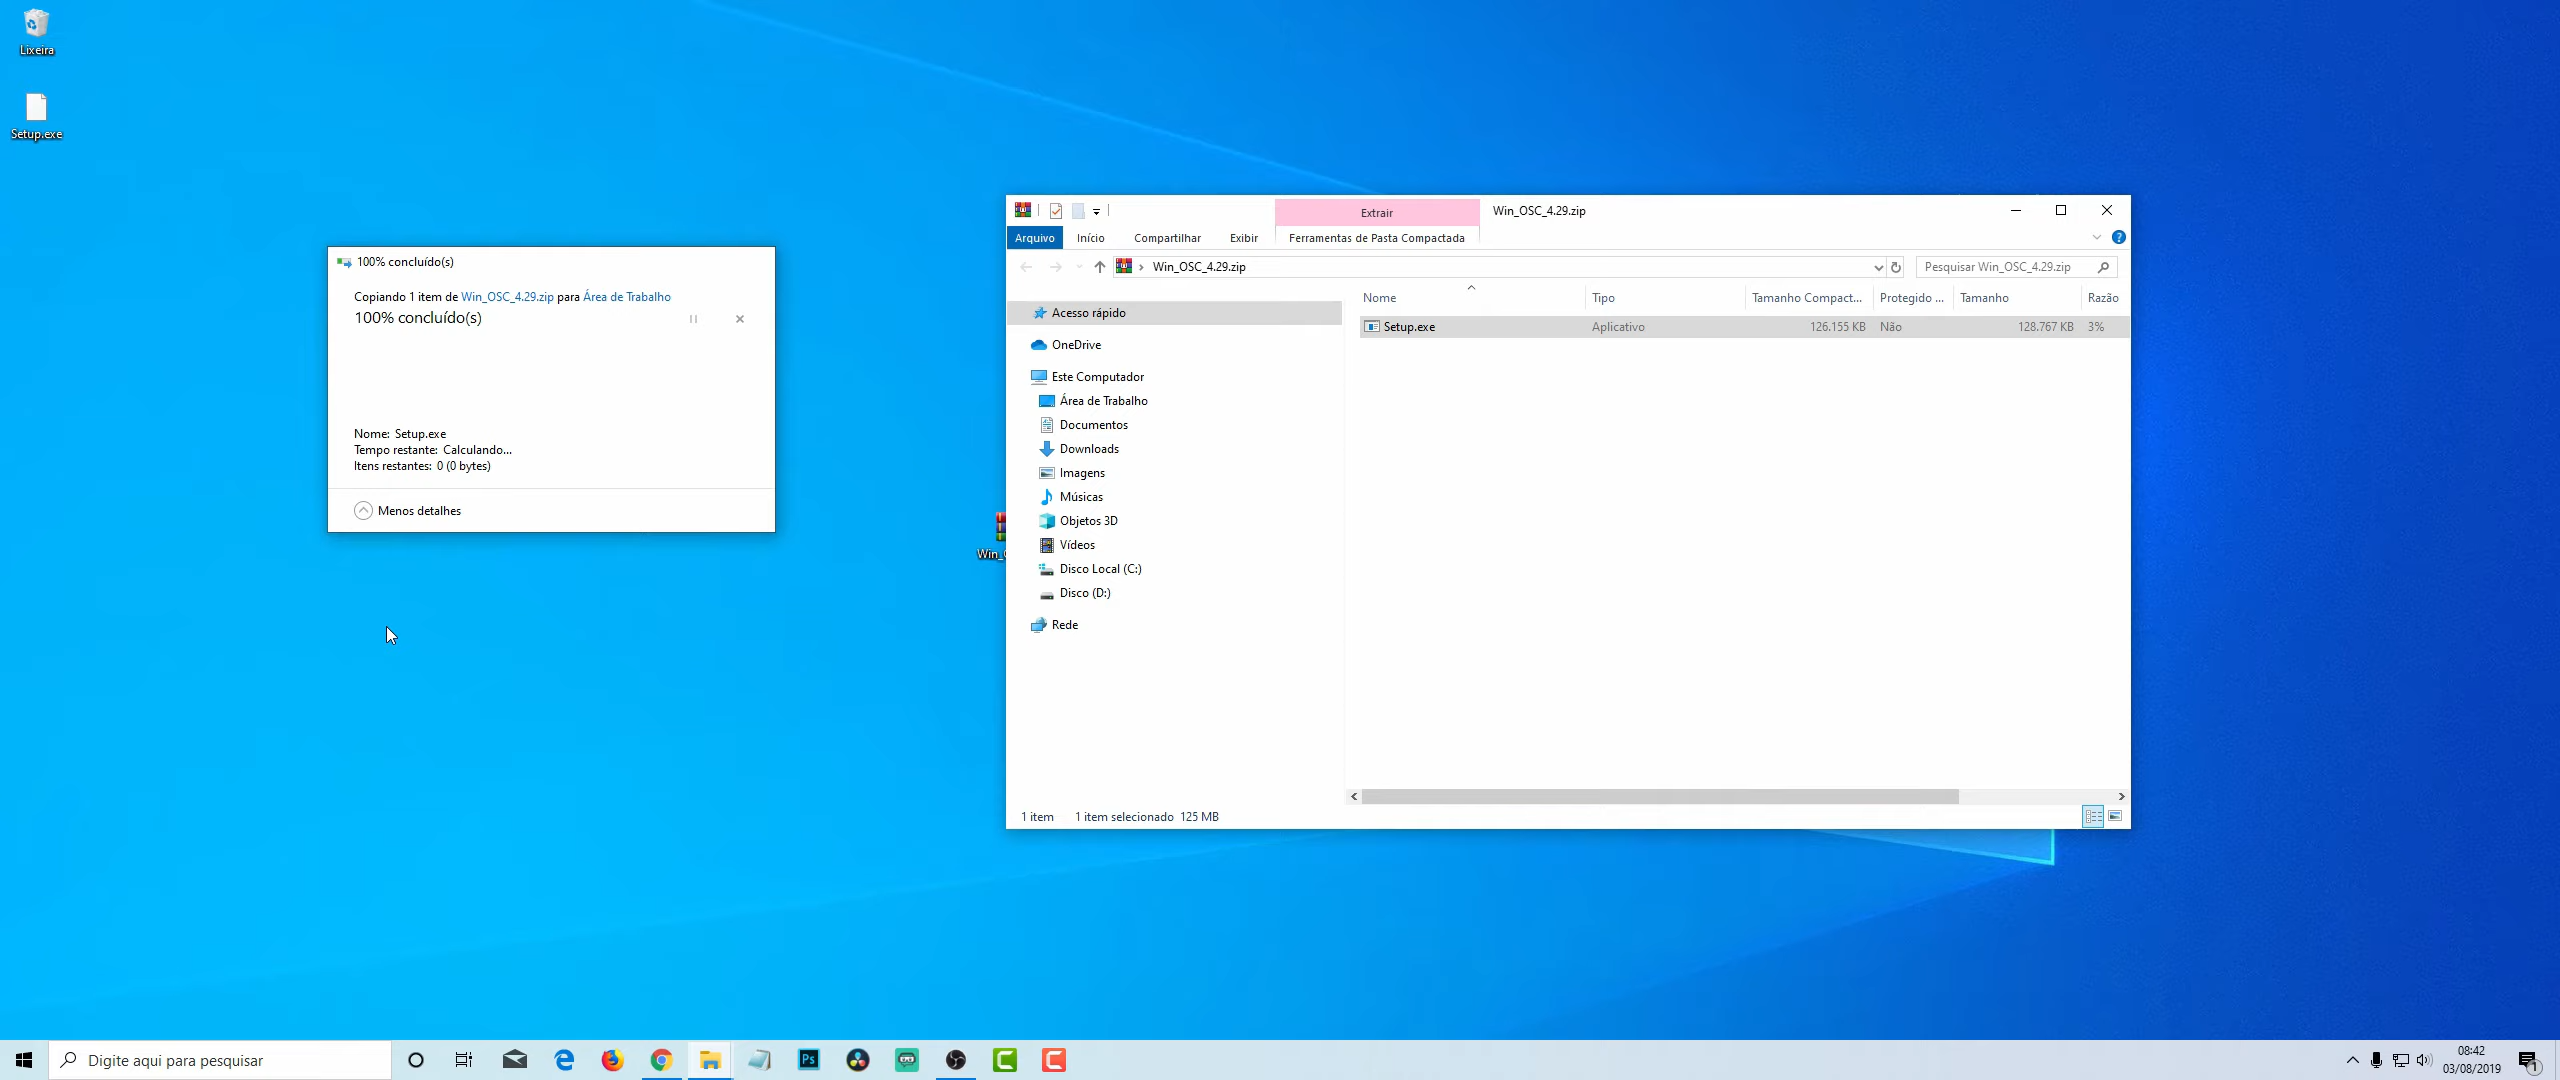 Lixeira
Setup.exe
100% concluído(s)
Copiando 1 item de Win_OSC_4.29.zip para Área de Trabalho
100% concluído(s)
Nome: Setup.exe
Tempo restante: Calculando...
Itens restantes: 0 (0 bytes)
Menos detalhes
Win_
Extrair
Win_OSC_4.29.zip
Arquivo
Início
Compartilhar
Exibir
Ferramentas de Pasta Compactada
Win_OSC_4.29.zip
Pesquisar Win_OSC_4.29.zip
Nome
Tipo
Tamanho Compact...
Protegido ...
Tamanho
Razão
Setup.exe
Aplicativo
126.155 KB
Não
128.767 KB
3%
Acesso rápido
OneDrive
Este Computador
Área de Trabalho
Documentos
Downloads
Imagens
Músicas
Objetos 3D
Vídeos
Disco Local (C:)
Disco (D:)
Rede
1 item
1 item selecionado 125 MB
Digite aqui para pesquisar
Ps
08:42
03/08/2019
1